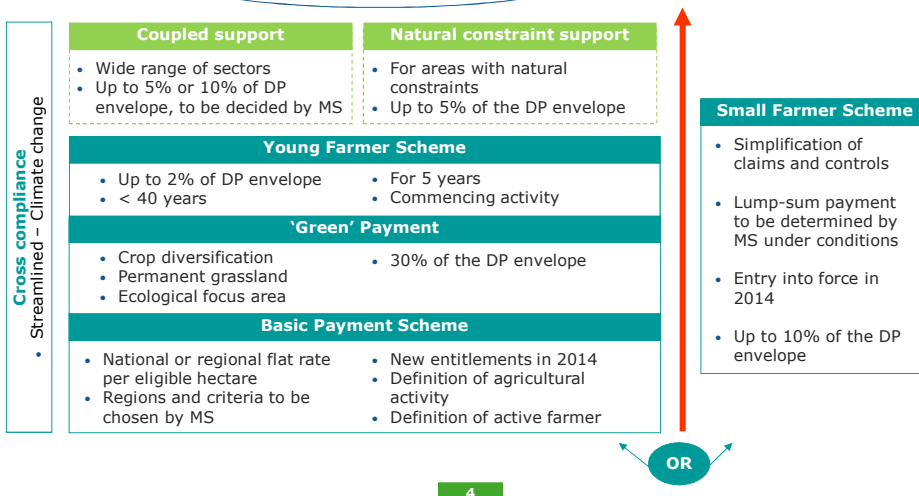 Cross compliance
• Streamlined – Climate change
Coupled support
• Wide range of sectors
• Up to 5% or 10% of DP
envelope, to be decided by MS
Natural constraint support
• For areas with natural
constraints
• Up to 5% of the DP envelope
Young Farmer Scheme
• Up to 2% of DP envelope
• < 40 years
• For 5 years
• Commencing activity
‘Green’ Payment
• Crop diversification
• Permanent grassland
• Ecological focus area
• 30% of the DP envelope
Basic Payment Scheme
• National or regional flat rate
per eligible hectare
• Regions and criteria to be
chosen by MS
• New entitlements in 2014
• Definition of agricultural
activity
• Definition of active farmer
Small Farmer Scheme
• Simplification of
claims and controls
• Lump-sum payment
to be determined by
MS under conditions
• Entry into force in
2014
• Up to 10% of the DP
envelope
OR
4